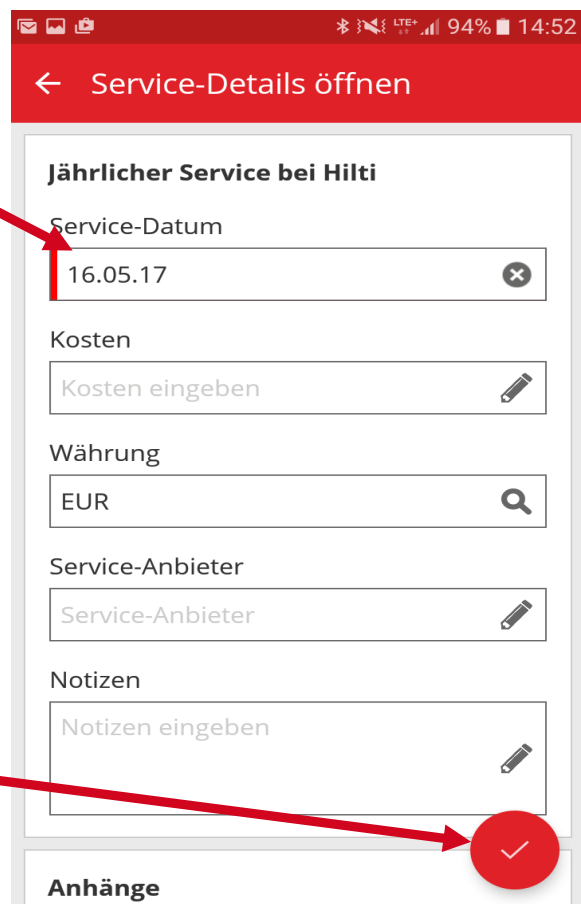 LTE+ 94% 14:52
Service-Details öffnen
Jährlicher Service bei Hilti
Service-Datum
16.05.17
Kosten
Kosten eingeben
Währung
EUR
Service-Anbieter
Service-Anbieter
Notizen
Notizen eingeben
Anhänge